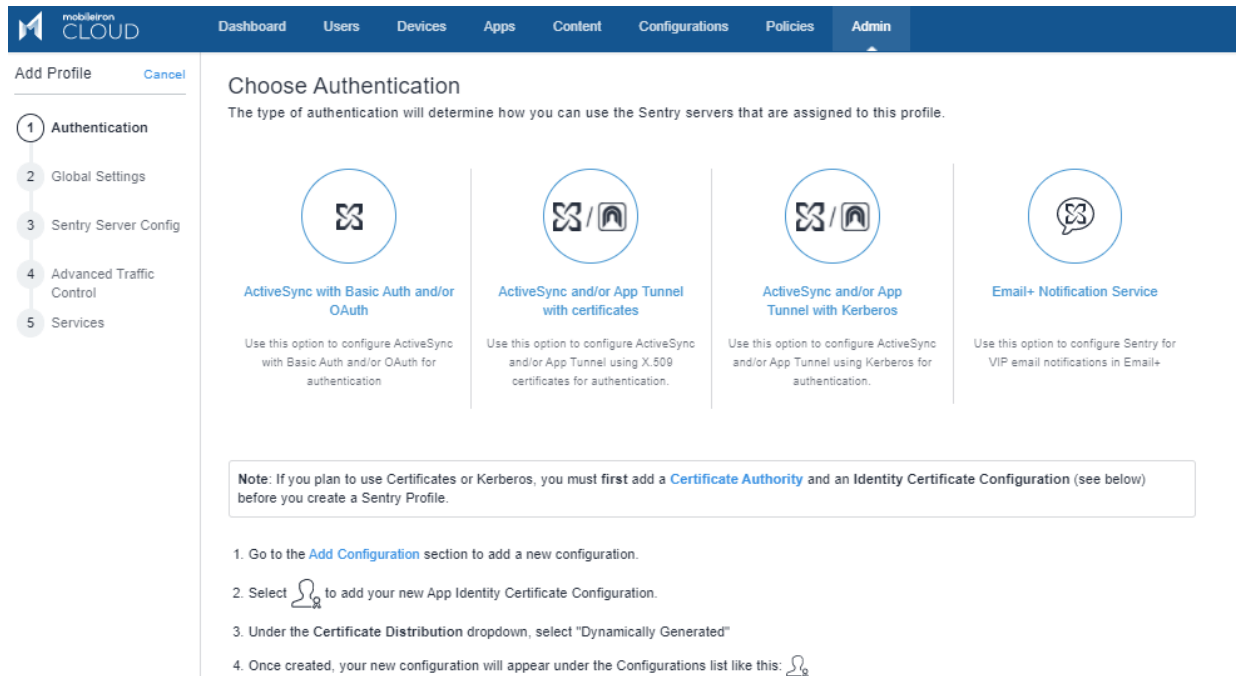 mobileiron
CLOUD
Dashboard Users Devices Apps Content Configurations Policies Admin
Add Profile Cancel
1 Authentication
2 Global Settings
3 Sentry Server Config
4 Advanced Traffic
Control
5 Services
Choose Authentication
The type of authentication will determine how you can use the Sentry servers that are assigned to this profile.
ActiveSync with Basic Auth and/or
OAuth
Use this option to configure ActiveSync
with Basic Auth and/or OAuth for
authentication
ActiveSync and/or App Tunnel
with certificates
Use this option to configure ActiveSync
and/or App Tunnel using X.509
certificates for authentication.
ActiveSync and/or App
Tunnel with Kerberos
Use this option to configure ActiveSync
and/or App Tunnel using Kerberos for
authentication.
Email+ Notification Service
Use this option to configure Sentry for
VIP email notifications in Email+
Note: If you plan to use Certificates or Kerberos, you must first add a Certificate Authority and an Identity Certificate Configuration (see below)
before you create a Sentry Profile.
1. Go to the Add Configuration section to add a new configuration.
2. Select to add your new App Identity Certificate Configuration.
3. Under the Certificate Distribution dropdown, select "Dynamically Generated"
4. Once created, your new configuration will appear under the Configurations list like this: